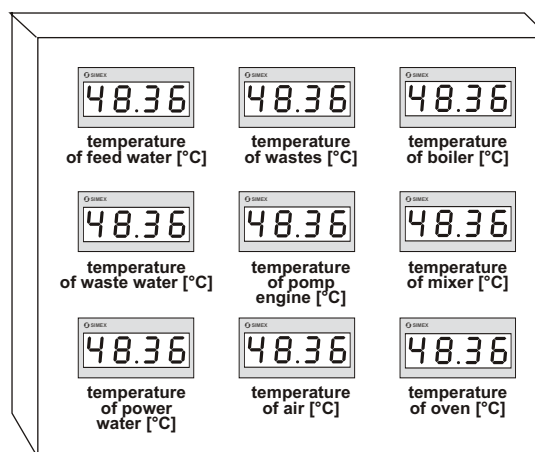 SIMEX SIMEX SIMEX
48.36 48.36 48.36
temperature temperature temperature
of feed water [°C] of wastes [°C] of boiler [°C]
SIMEX SIMEX SIMEX
48.36 48.36 48.36
temperature temperature temperature
of waste water [°C] of pomp of mixer [°C]
engine [°C]
SIMEX SIMEX SIMEX
48.36 48.36 48.36
temperature temperature temperature
of power of air [°C] of oven [°C]
water [°C]